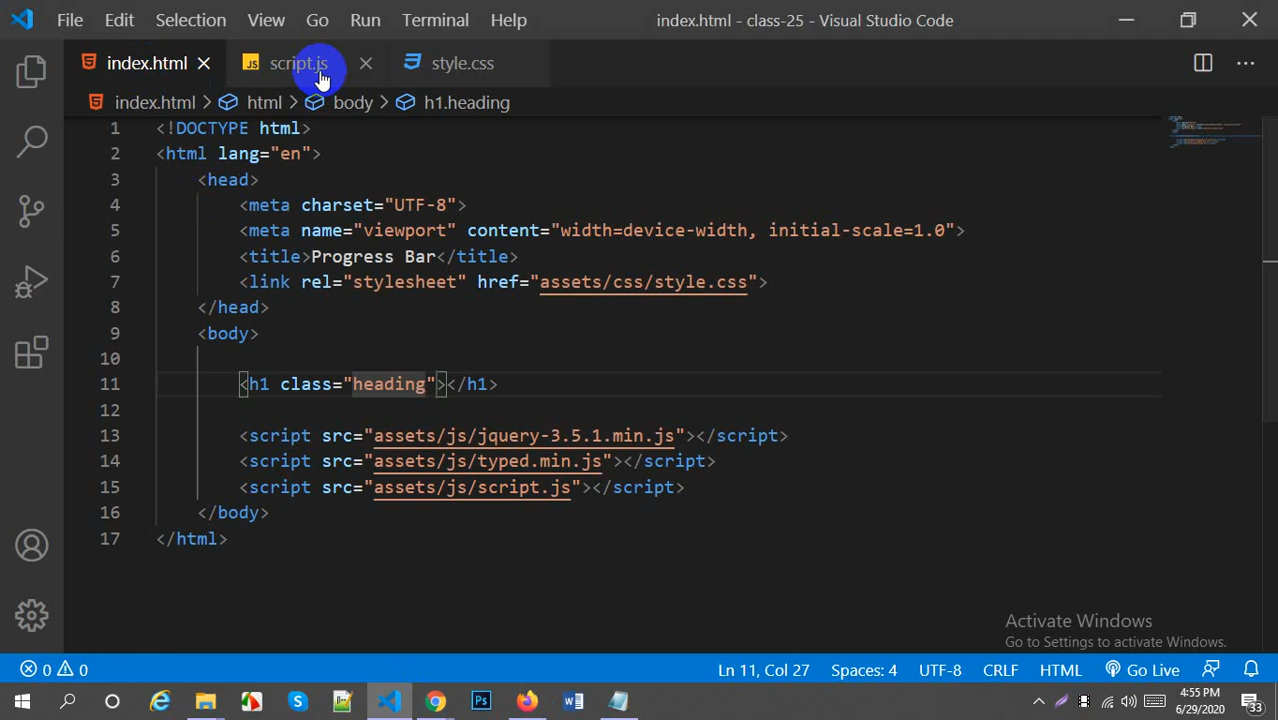 File Edit Selection View Go Run Terminal Help index.html - class-25 - Visual Studio Code
index.html script.js style.css
index.html > html > body > h1.heading
1 <!DOCTYPE html>
2 <html lang="en">
3 <head>
4 <meta charset="UTF-8">
5 <meta name="viewport" content="width=device-width, initial-scale=1.0">
6 <title>Progress Bar</title>
7 <link rel="stylesheet" href="assets/css/style.css">
8 </head>
9 <body>
10
11 <h1 class="heading"></h1>
12
13 <script src="assets/js/jquery-3.5.1.min.js"></script>
14 <script src="assets/js/typed.min.js"></script>
15 <script src="assets/js/script.js"></script>
16 </body>
17 </html>
Activate Windows
Go to Settings to activate Windows.
0 0 Ln 11, Col 27 Spaces: 4 UTF-8 CRLF HTML Go Live
4:55 PM
6/29/2020
33